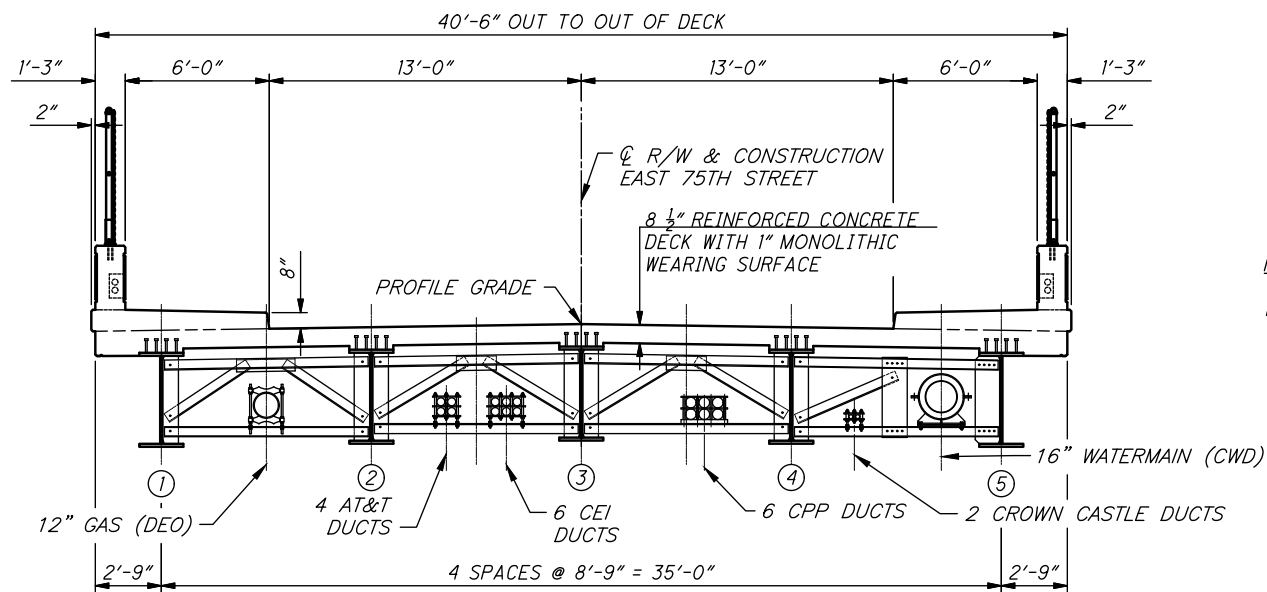 40'-6" OUT TO OUT OF DECK
1'-3" 6'-0" 13'-0" 13'-0" 6'-0" 1'-3"
2" 2"
℄ R/W & CONSTRUCTION
EAST 75TH STREET
8 1/2" REINFORCED CONCRETE
DECK WITH 1" MONOLITHIC
WEARING SURFACE
8"
PROFILE GRADE
1 2 3 4 5
16" WATERMAIN (CWD)
12" GAS (DEO)
4 AT&T
DUCTS
6 CEI
DUCTS
6 CPP DUCTS
2 CROWN CASTLE DUCTS
2'-9" 4 SPACES @ 8'-9" = 35'-0" 2'-9"